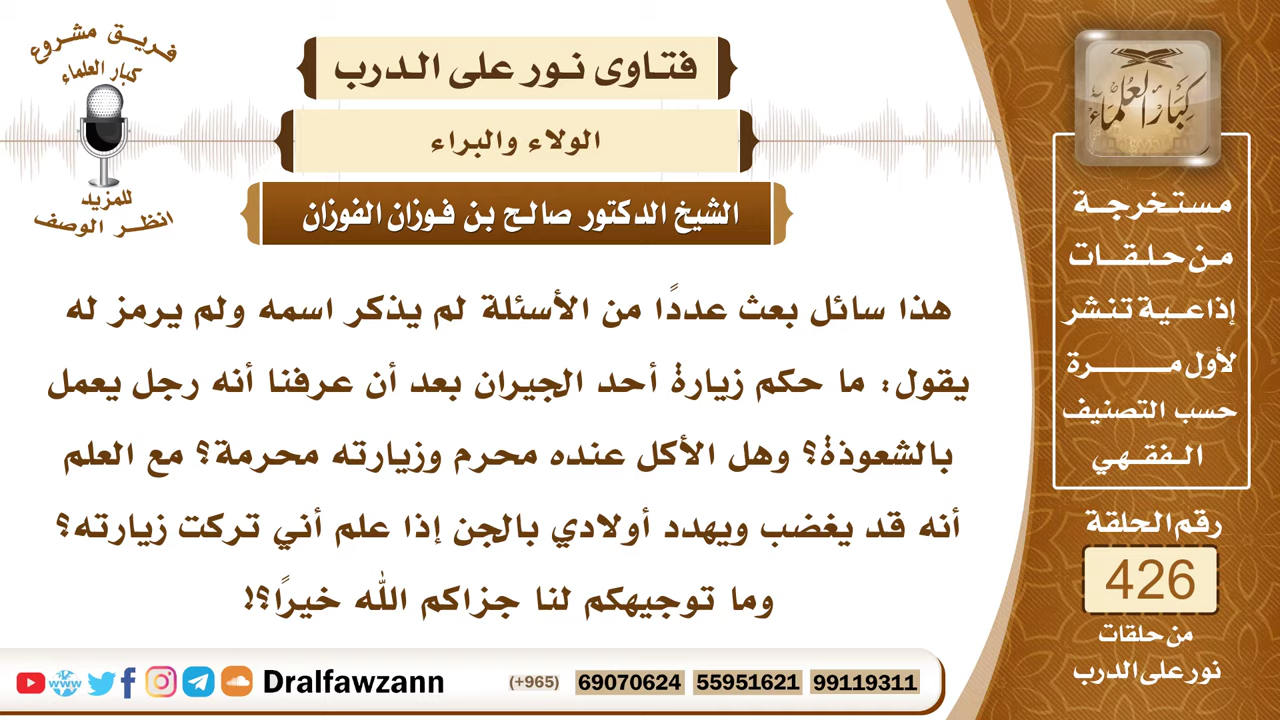 فريق مشروع
كبار العلماء
للمزيد
انظر الوصف
فتاوى نور على الدرب
الولاء والبراء
الشيخ الدكتور صالح بن فوزان الفوزان
هذا سائل بعث عددًا من الأسئلة لم يذكر اسمه ولم يرمز له
يقول: ما حكم زيارة أحد الجيران بعد أن عرفنا أنه رجل يعمل
بالشعوذة؟ وهل الأكل عنده محرم وزيارته محرمة؟ مع العلم
أنه قد يغضب ويهدد أولادي بالجن إذا علم أني تركت زيارته؟
وما توجيهكم لنا جزاكم الله خيرًا؟!
كبار العلماء
مستخرجة
من حلقات
إذاعية تنشر
لأول مرة
حسب التصنيف
الفقهي
رقم الحلقة
426
من حلقات
نور على الدرب
www Dralfawzann (+965) 69070624 55951621 99119311